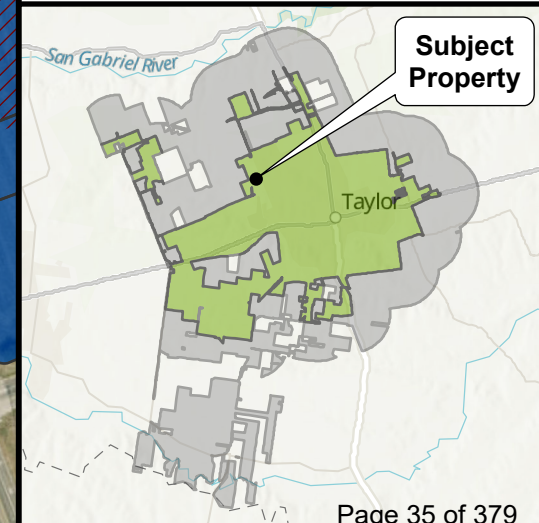 San Gabriel River
Subject
Property
Taylor
Page 35 of 379